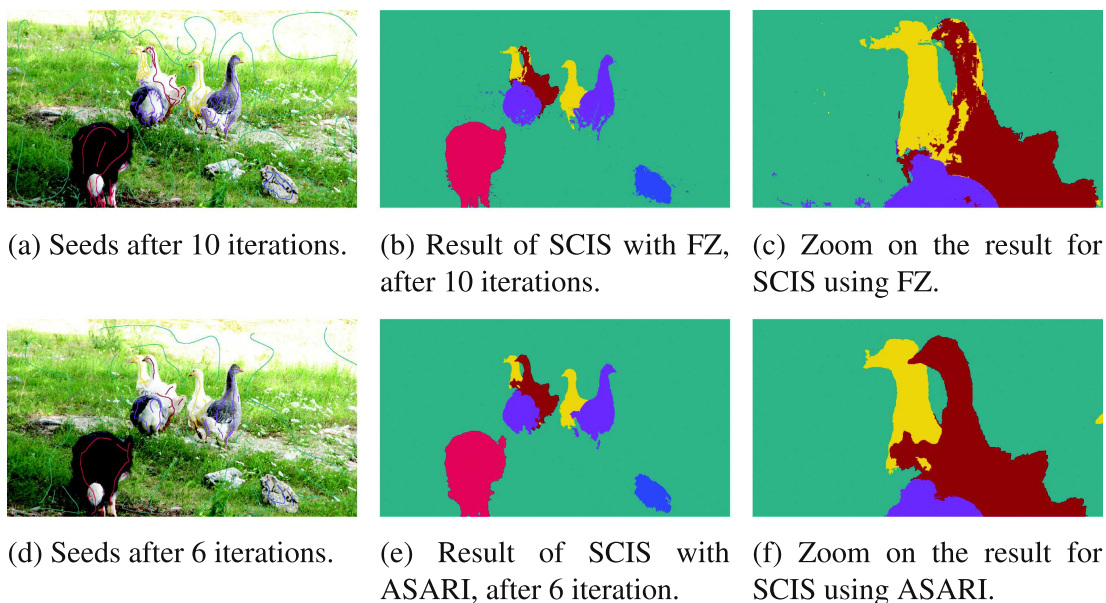 (a) Seeds after 10 iterations.
(b) Result of SCIS with FZ,
after 10 iterations.
(c) Zoom on the result for
SCIS using FZ.
(d) Seeds after 6 iterations.
(e) Result of SCIS with
ASARI, after 6 iteration.
(f) Zoom on the result for
SCIS using ASARI.